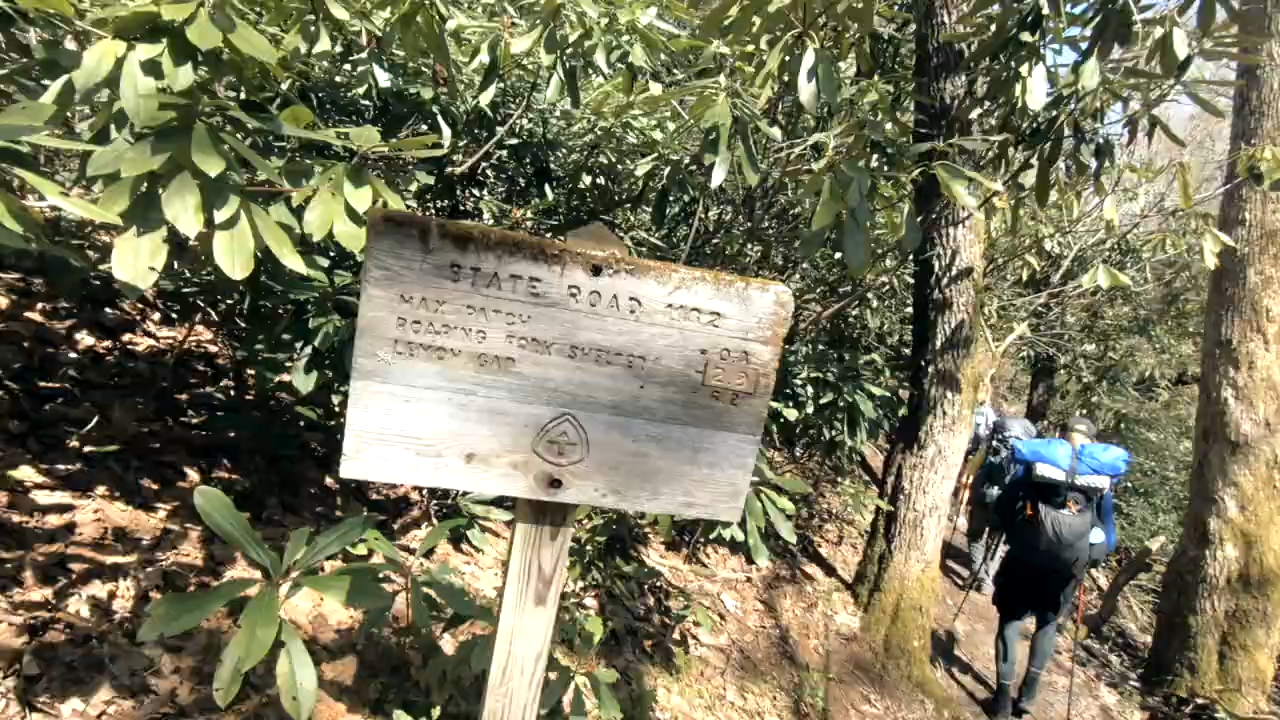 STATE ROAD 1182
MAX PATCH
ROARING FORK SHELTER 2.3
LEMON GAP